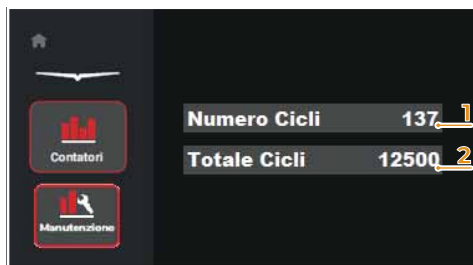 Numero Cicli 137 1
Totale Cicli 12500 2
Contatori
Manutenzione